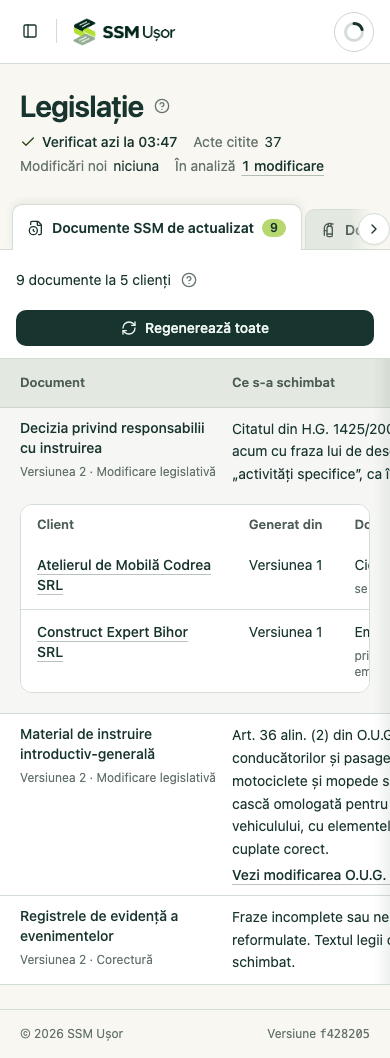 SSM Ușor
Legislație
Verificat azi la 03:47 Acte citite 37
Modificări noi niciuna În analiză 1 modificare
Documente SSM de actualizat 9
9 documente la 5 clienți
Regenerează toate
Document Ce s-a schimbat
Decizia privind responsabilii
cu instruirea
Versiunea 2 · Modificare legislativă
Citatul din H.G. 1425/200
acum cu fraza lui de
„activități specifice”, ca
Client Generat din
Atelierul de Mobilă Codrea
SRL
Versiunea 1
se
Construct Expert Bihor
SRL
Versiunea 1
Material de instruire
introductiv-generală
Versiunea 2 · Modificare legislativă
Art. 36 alin. (2) din O.U.G
conducătorilor și
motociclete și mopede
cască omologată pentru
vehiculului, cu
cuplate corect.
Vezi modificarea O.U.G.
Registrele de evidență a
evenimentelor
Versiunea 2 · Corectură
Fraze incomplete sau
reformulate. Textul legii
schimbat.
© 2026 SSM Ușor Versiune f428205